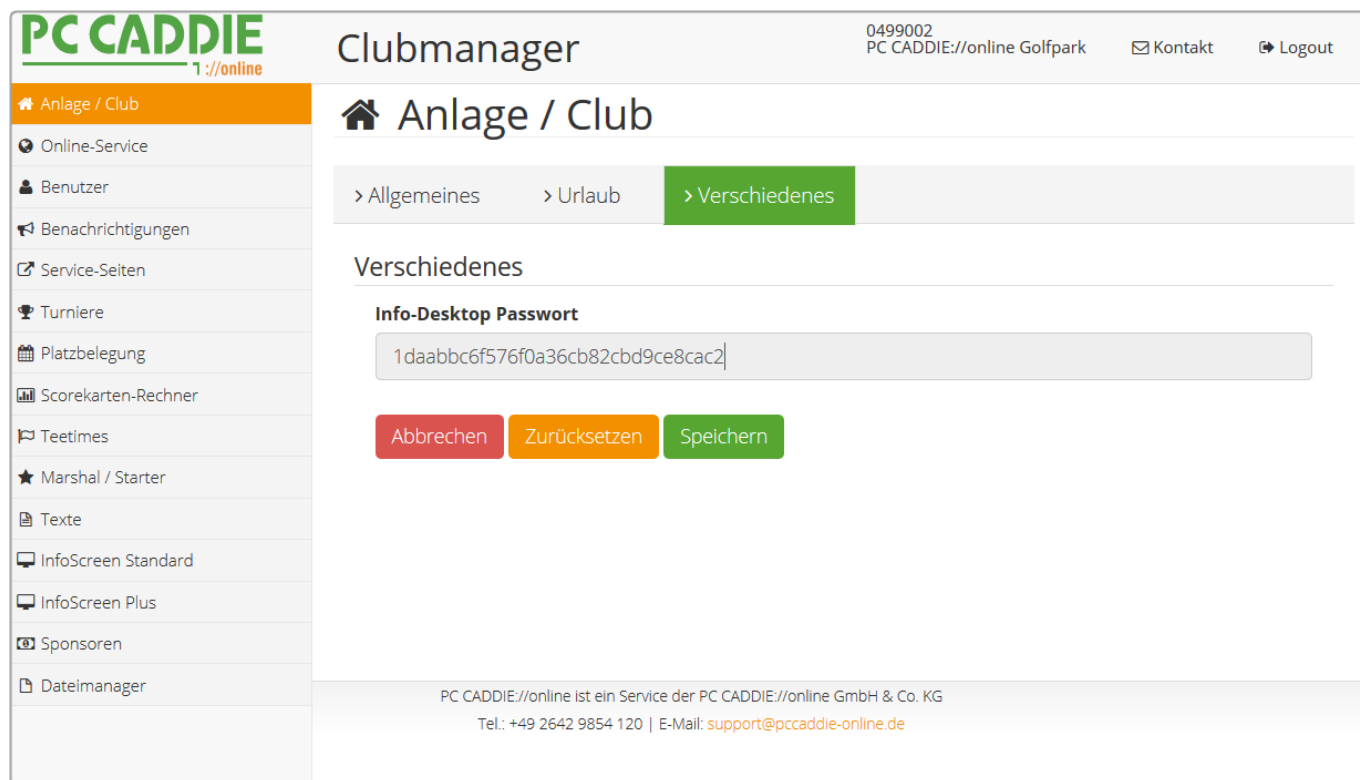 PC CADDIE
://online
Clubmanager
0499002
PC CADDIE://online Golfpark
Kontakt
Logout
Anlage / Club
Online-Service
Benutzer
Benachrichtigungen
Service-Seiten
Turniere
Platzbelegung
Scorekarten-Rechner
Teetimes
Marshal / Starter
Texte
InfoScreen Standard
InfoScreen Plus
Sponsoren
Dateimanager
Anlage / Club
> Allgemeines
> Urlaub
> Verschiedenes
Verschiedenes
Info-Desktop Passwort
1daabbc6f576f0a36cb82cbd9ce8cac2
Abbrechen
Zurücksetzen
Speichern
PC CADDIE://online ist ein Service der PC CADDIE://online GmbH & Co. KG
Tel.: +49 2642 9854 120 | E-Mail: support@pccaddie-online.de